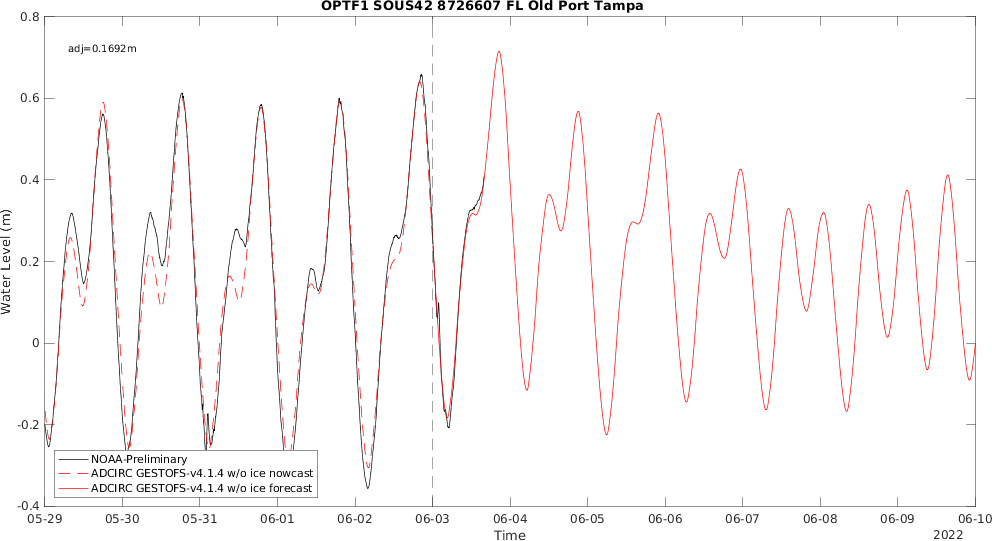 OPTF1 SOUS42 8726607 FL Old Port Tampa
adj=0.1692m
Water Level (m)
0.8
0.6
0.4
0.2
0
-0.2
-0.4
NOAA-Preliminary
ADCIRC GESTOFS-v4.1.4 w/o ice nowcast
ADCIRC GESTOFS-v4.1.4 w/o ice forecast
05-29 05-30 05-31 06-01 06-02 06-03 06-04 06-05 06-06 06-07 06-08 06-09 06-10
Time
2022